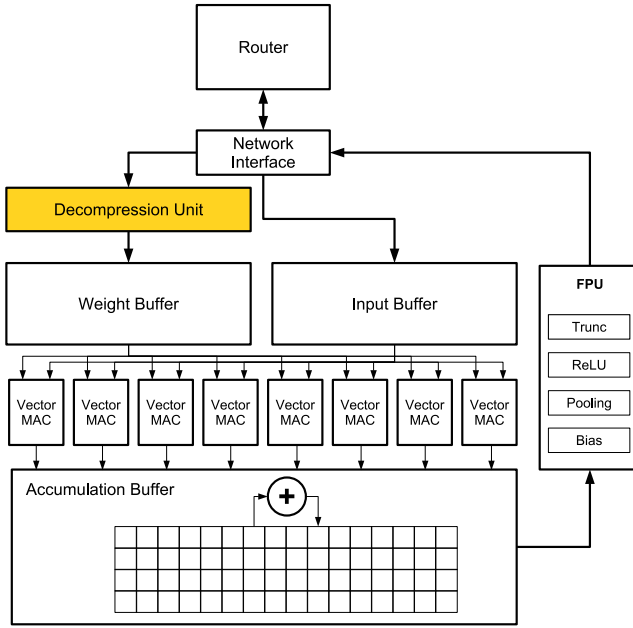 Router
Network
Interface
Decompression Unit
Weight Buffer
Input Buffer
FPU
Trunc
ReLU
Pooling
Bias
Vector
MAC
Vector
MAC
Vector
MAC
Vector
MAC
Vector
MAC
Vector
MAC
Vector
MAC
Vector
MAC
Accumulation Buffer
+